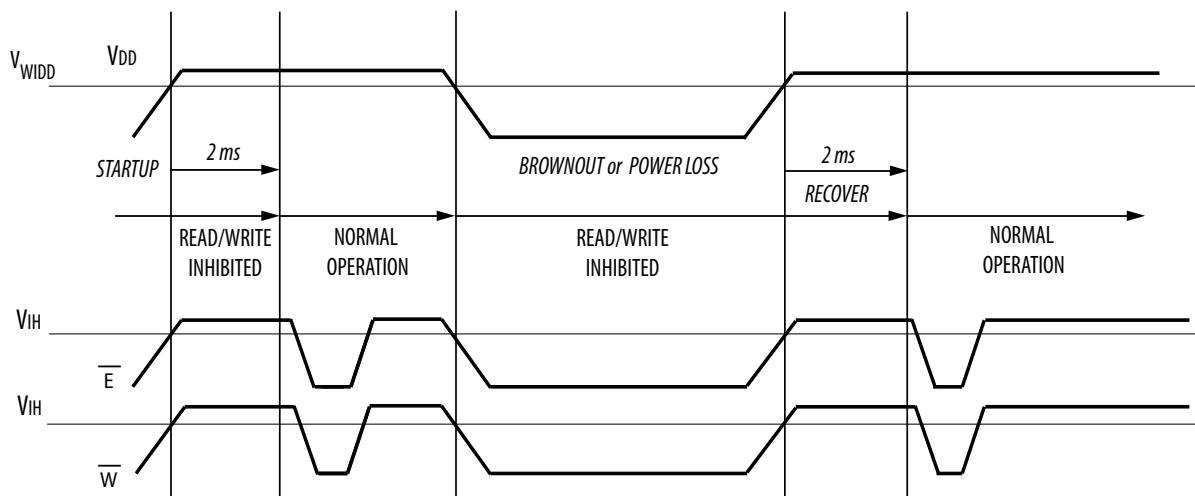 VWIDD VDD
STARTUP
2 ms
BROWNOUT or POWER LOSS
2 ms
RECOVER
READ/WRITE
INHIBITED
NORMAL
OPERATION
READ/WRITE
INHIBITED
NORMAL
OPERATION
VIH
E
VIH
W